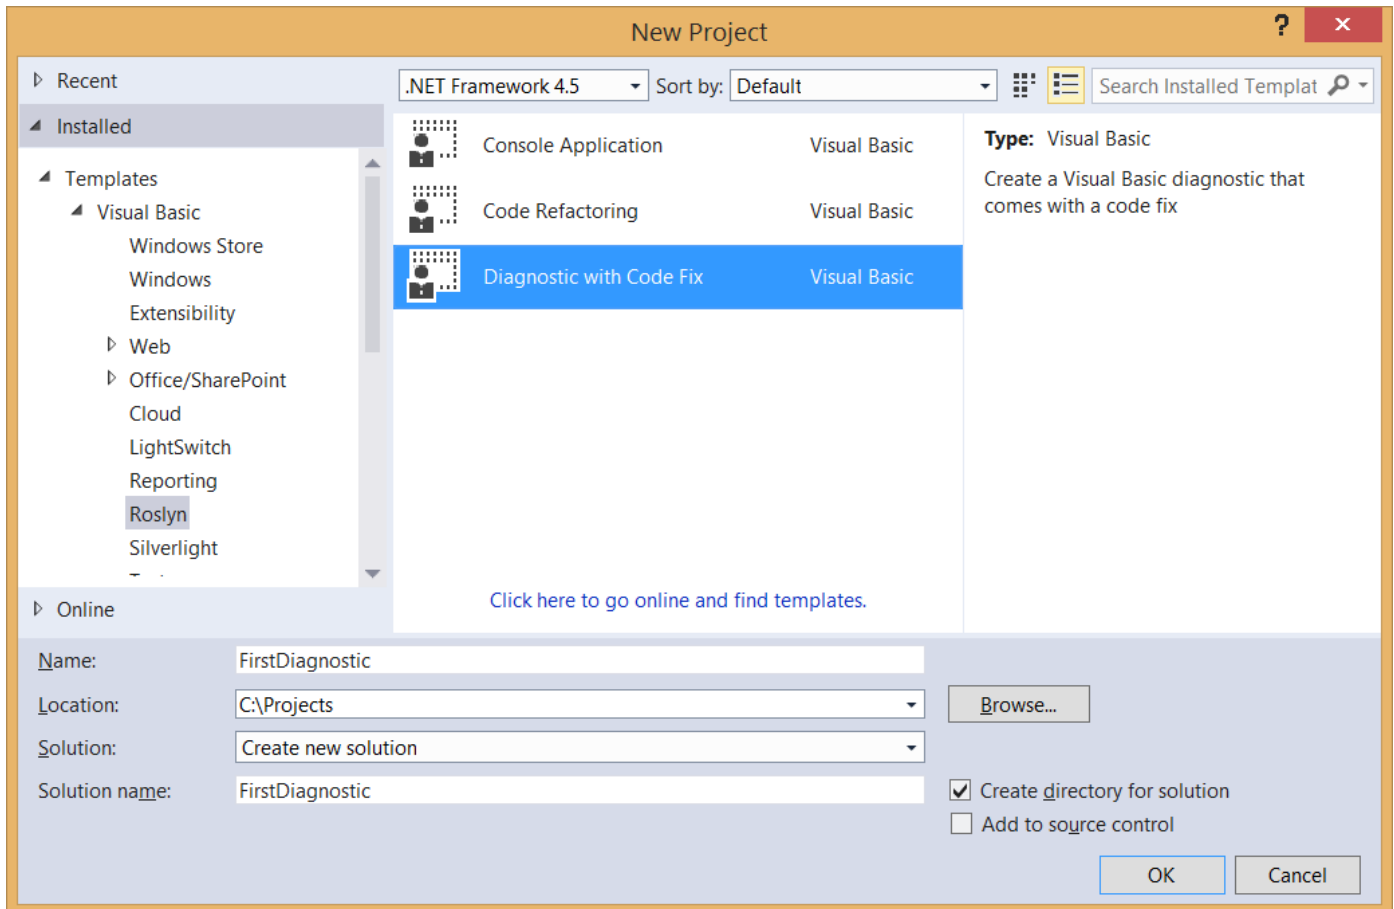 New Project
?
Recent
Installed
Templates
Visual Basic
Windows Store
Windows
Extensibility
Web
Office/SharePoint
Cloud
LightSwitch
Reporting
Roslyn
Silverlight
Online
.NET Framework 4.5
Sort by:
Default
Search Installed Templat
Console Application Visual Basic
Code Refactoring Visual Basic
Diagnostic with Code Fix Visual Basic
Click here to go online and find templates.
Type: Visual Basic
Create a Visual Basic diagnostic that
comes with a code fix
Name: FirstDiagnostic
Location: C:\Projects
Browse...
Solution: Create new solution
Solution name: FirstDiagnostic
Create directory for solution
Add to source control
OK
Cancel